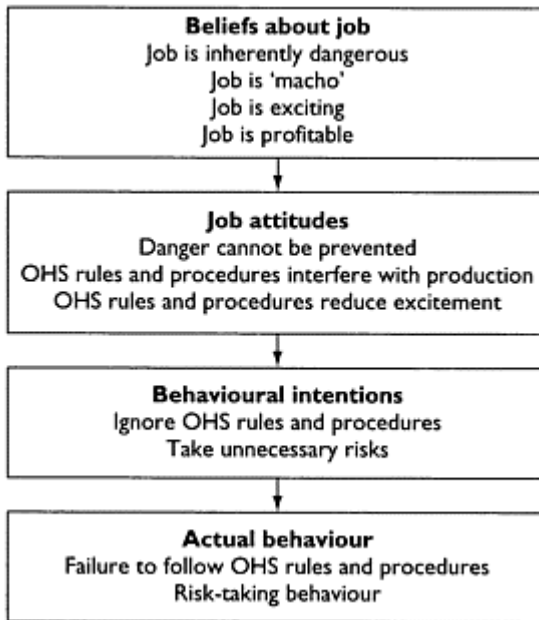 Beliefs about job
Job is inherently dangerous
Job is ‘macho’
Job is exciting
Job is profitable
Job attitudes
Danger cannot be prevented
OHS rules and procedures interfere with production
OHS rules and procedures reduce excitement
Behavioural intentions
Ignore OHS rules and procedures
Take unnecessary risks
Actual behaviour
Failure to follow OHS rules and procedures
Risk-taking behaviour